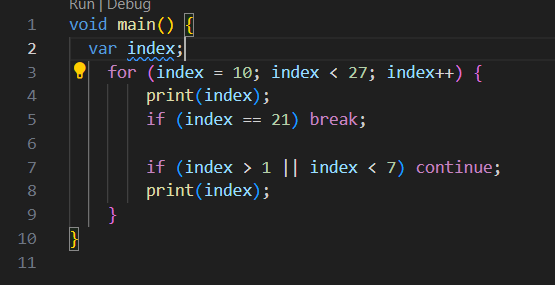 Run | Debug
1 void main() {
2 var index;
3 for (index = 10; index < 27; index++) {
4 print(index);
5 if (index == 21) break;
6
7 if (index > 1 || index < 7) continue;
8 print(index);
9 }
10 }
11